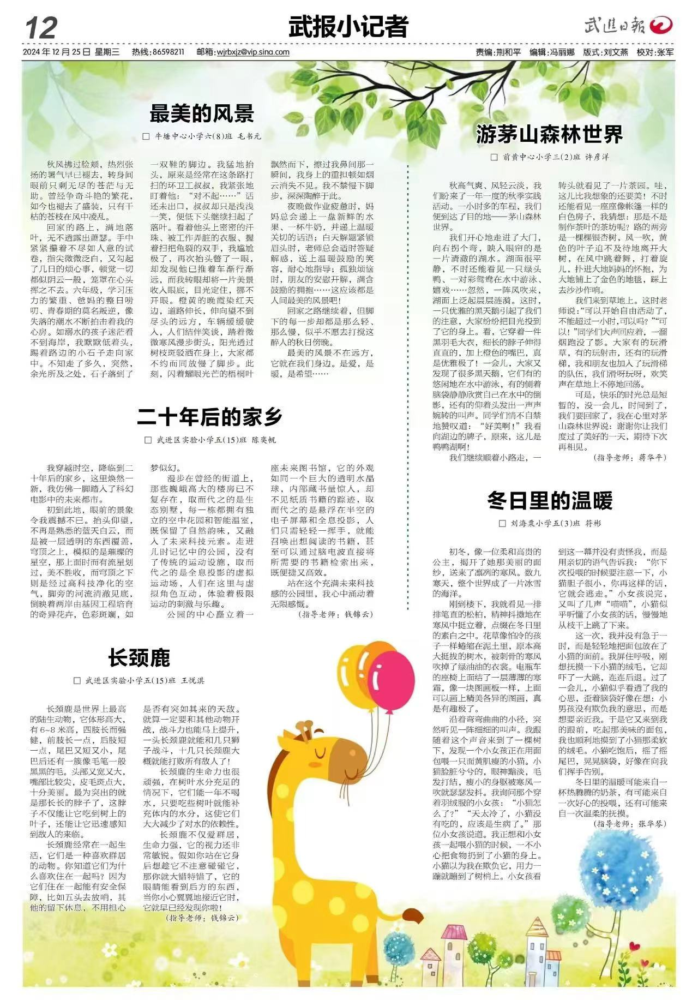 12
武报小记者
武进日报
2024年12月25日 星期三 热线:86598211 邮箱:wjrbxjz@vip.sina.com
责编:荆和平 编辑:冯丽娜 版式:刘文燕 校对:张军
最美的风景
□ 牛塘中心小学六(8)班 毛书元
秋风拂过脸颊，热烈张
扬的暑气早已褪去，转身间
眼前只剩无尽的苍茫与无
助。曾经争奇斗艳的繁花，
如今也褪去了盛装，只有干
枯的苍枝在风中凌乱。
回家的路上，满地落
叶，无不透露出萧瑟。手中
紧紧攥着不尽如人意的试
卷，指尖微微泛白，又勾起
了几日的烦心事，顿觉一切
都似阴云一般，笼罩在心头
挥之不去。六年级，学习压
力的繁重、爸妈的整日唠
叨、青春期的莫名叛逆，像
失落的潮水不断拍击着我的
心房。如溺水的孩子迷茫看
不到海岸，我默默低着头，
踢着路边的小石子走向家
中。不知走了多久，突然，
余光所及之处，石子落到了
一双鞋的脚边。我猛地抬
头，原来是经常在这条路打
扫的环卫工叔叔，我紧张地
盯着他：“对不起……”话
还未出口，叔叔却只是浅浅
一笑，便低下头继续扫起了
落叶。看着他头上密密的汗
珠、被工作弄脏的衣服、握
着扫把龟裂的双手，我尴尬
极了，再次抬头瞥了一眼，
却发现他已推着车渐行渐
远，而我转眼却将一片美景
收入眼底，目光定住，挪不
开眼。橙黄的晚霞染红天
边，道路伸长，伸向望不到
尽头的远方，车辆缓缓驶
入，人们结伴笑谈，踏着微
微寒风漫步街头，阳光透过
树枝斑驳洒在身上，大家都
不约而同放慢了脚步。此
刻，闪着耀眼光芒的梧桐叶
飘然而下，擦过我鼻间那一
瞬间，我身上的重担顿如烟
云消失不见。我不禁慢下脚
步，深深陶醉于此。
夜晚做作业疲惫时，妈
妈总会递上一盘新鲜的水
果、一杯牛奶，并递上温暖
关切的话语；白天解题紧锁
眉头时，老师总会适时答疑
解惑，送上温暖鼓励的笑
容，耐心地指导；孤独烦恼
时，朋友的安慰开解，满含
鼓励的拥抱……这应该都是
人间最美的风景吧！
回家之路继续着，但脚
下的每一步却都是那么轻、
那么慢，似乎不愿去打搅这
醉人的秋日傍晚。
最美的风景不在远方，
它就在我们身边。是爱，是
暖，是希望……
二十年后的家乡
□ 武进区实验小学五(15)班 陈奕帆
我穿越时空，降临到二
十年后的家乡，这里焕然一
新，我仿佛一脚踏入了科幻
电影中的未来都市。
初到此地，眼前的景象
令我震撼不已。抬头仰望，
不再是熟悉的蓝天白云，而
是被一层透明的东西覆盖，
穹顶之上，模拟的是璀璨的
星空，那上面时而有流星划
过，美不胜收，而穹顶之下
则是经过高科技净化的空
气，脚旁的河流清澈见底，
倒映着两岸由基因工程培育
的奇异花卉，色彩斑斓，如
梦似幻。
漫步在曾经的街道上，
那些巍峨高大的楼房已不
复存在，取而代之的是生
态别墅，每一栋都拥有独
立的空中花园和智能温室，
既保留了自然韵味，又融
入了未来科技元素。走进
儿时记忆中的公园，没有
了传统的运动设施，取而
代之的是全息投影的虚拟
运动场，人们在这里与虚
拟角色互动，体验着极限
运动的刺激与乐趣。
公园的中心矗立着一
座未来图书馆，它的外观
如同一个巨大的透明水晶
球，内部藏书量惊人，却
不见纸质书籍的踪迹，取
而代之的是悬浮在半空的
电子屏幕和全息投影，人
们只需轻轻一挥手，就能
召唤出想阅读的书籍，甚
至可以通过脑电波直接将
所需要的书籍检索出来，
既便捷又高效。
站在这个充满未来科技
感的公园里，我心中涌动着
无限感慨。
(指导老师：钱锦云)
长颈鹿
□ 武进区实验小学五(15)班 王悦淇
长颈鹿是世界上最高
的陆生动物，它体形高大，
有6~8米高，四肢长而强
健，前肢长一点，后肢短
一点，尾巴又短又小，尾
巴后还有一簇像毛笔一般
黑黑的毛。头部又宽又大，
嘴部比较尖，皮毛斑点大，
十分美丽。最为突出的就
是那长长的脖子了，这脖
子不仅能让它吃到树上的
叶子，还能让它迅速感知
到敌人的来临。
长颈鹿经常在一起生
活，它们是一种喜欢群居
的动物。你知道它们为什
么喜欢住在一起吗？因为
它们住在一起能有安全保
障，比如五头去放哨，其
他的留下休息，不用担心
是否有突如其来的天敌。
就算一定要和其他动物开
战，战斗力也能马上提升，
一头长颈鹿就能和几只狮
子战斗，十几只长颈鹿大
概就能打败所有敌人了！
长颈鹿的生命力也很
顽强，在树叶水分充足的
情况下，它们能一年不喝
水，只要吃些树叶就能补
充体内的水分，这使它们
大大减少了对水的依赖性。
长颈鹿不仅爱群居，
生命力强，它的视力还非
常敏锐。假如你站在它身
后想趁它不注意碰碰它，
那你就大错特错了，它的
眼睛能看到后方的东西，
当你小心翼翼地接近它时，
它就早已经发现你啦！
(指导老师：钱锦云)
游茅山森林世界
□ 前黄中心小学三(2)班 许彦洋
秋高气爽、风轻云淡，我
们盼来了一年一度的秋季实践
活动。一小时多的车程，我们
便到达了目的地——茅山森林
世界。
我们开心地走进了大门，
向右拐个弯，映入眼帘的是
一片清澈的湖水。湖面很平
静，不时还能看见一只绿头
鸭、一对彩鸳鸯在水中游泳、
嬉戏……忽然，一阵风吹来，
湖面上泛起层层涟漪。这时，
一只优雅的黑天鹅引起了我们
的注意，大家纷纷把目光投到
了它的身上。看，它穿着一件
黑羽毛大衣，细长的脖子伸得
直直的，加上橙色的嘴巴，真
是优雅极了！一会儿，大家又
发现了很多黑天鹅，它们有的
悠闲地在水中游泳，有的侧着
脑袋静静欣赏自己在水中的倒
影，还有的仰着头发出一声声
婉转的叫声。同学们情不自禁
地赞叹道：“好美啊！”我看
向湖边的牌子，原来，这儿是
鸭鸭湖啊！
我们继续顺着小路走，一
转头就看见了一片茶园。哇，
这儿比我想象的还要美！不时
还能看见一座座像帐篷一样的
白色房子，我猜想：那是不是
制作茶叶的茶坊呢？路的两旁
是一棵棵银杏树，风一吹，黄
色的叶子迫不及待地离开大
树，在风中跳着舞，打着旋
儿，扑进大地妈妈的怀抱，为
大地铺上了金色的地毯，踩上
去沙沙作响。
我们来到草地上。这时老
师说：“可以开始自由活动了，
不能超过一小时,可以吗？”“可
以！”同学们大声回应着，一溜
烟跑没了影。大家有的玩滑
草，有的玩射击，还有的玩滑
梯，我和朋友也加入了玩滑梯
的队伍，我们滑呀玩呀，欢笑
声在草地上不停地回荡。
可是，快乐的时光总是短
暂的，没一会儿，时间到了，
我们要回家了，我在心里对茅
山森林世界说：谢谢你让我们
度过了美好的一天，期待下次
再相见。
(指导老师：蒋华平)
冬日里的温暖
□ 刘海粟小学五(3)班 符彬
初冬，像一位柔和高贵的
公主，揭开了她那美丽的面
纱，送来了凛冽的寒风。数九
寒天，整个世界成了一片冰雪
的海洋。
刚到楼下，我就看见一排
排笔直的松柏，精神抖擞地在
寒风中挺立着，点缀在冬日里
的素白之中。花草像怕冷的孩
子一样蜷缩在泥土里，原本高
大挺拔的树木，被刺骨的寒风
吹掉了绿油油的衣裳。电瓶车
的座椅上面结了一层薄薄的寒
霜，像一块图画板一样，上面
可以画上精美各异的图画，真
是有趣极了。
沿着弯弯曲曲的小径，突
然听见一阵细细的叫声。我跟
随着这个声音来到了一棵树
下，发现一个小女孩正在用面
包喂一只面黄肌瘦的小猫。小
猫脸脏兮兮的，眼神黯淡，毛
发打结，瘦小的身躯被寒风一
吹就瑟瑟发抖。我询问那个穿
着羽绒服的小女孩：“小猫怎
么了？”“天太冷了，小猫没
有吃的，应该是生病了。”那
位小女孩说道。我正想和小女
孩一起喂小猫的时候，一不小
心把食物扔到了小猫的身上。
小猫以为我在欺负它，用力一
蹦就蹦到了树梢上。小女孩看
到这一幕并没有责怪我，而是
用亲切的语气告诉我：“你下
次投喂的时候要注意一下，小
猫胆子很小，你再这样的话，
它就会逃走。”小女孩说完，
又叫了几声“喵喵”，小猫似
乎听懂了小女孩的话，慢慢地
从枝干上跳了下来。
这一次，我并没有急于一
时，而是轻轻地把面包放在了
小猫的面前。我屏住呼吸，刚
想抚摸一下小猫的绒毛，它却
吓了一大跳，连连后退。过了
一会儿，小猫似乎看透了我的
心思，歪着脑袋好像在想：小
男孩没有欺负我的意思，而是
想要亲近我。于是它又来到我
的跟前，吃起那美味的面包，
我也顺利地摸到了小猫那柔软
的绒毛。小猫吃饱后，摇了摇
尾巴，晃晃脑袋，好像在向我
们挥手告别。
冬日里的温暖可能来自一
杯热腾腾的奶茶，有可能来自
一次好心的投喂，还有可能来
自一次温柔的抚摸。
(指导老师：张华琴)